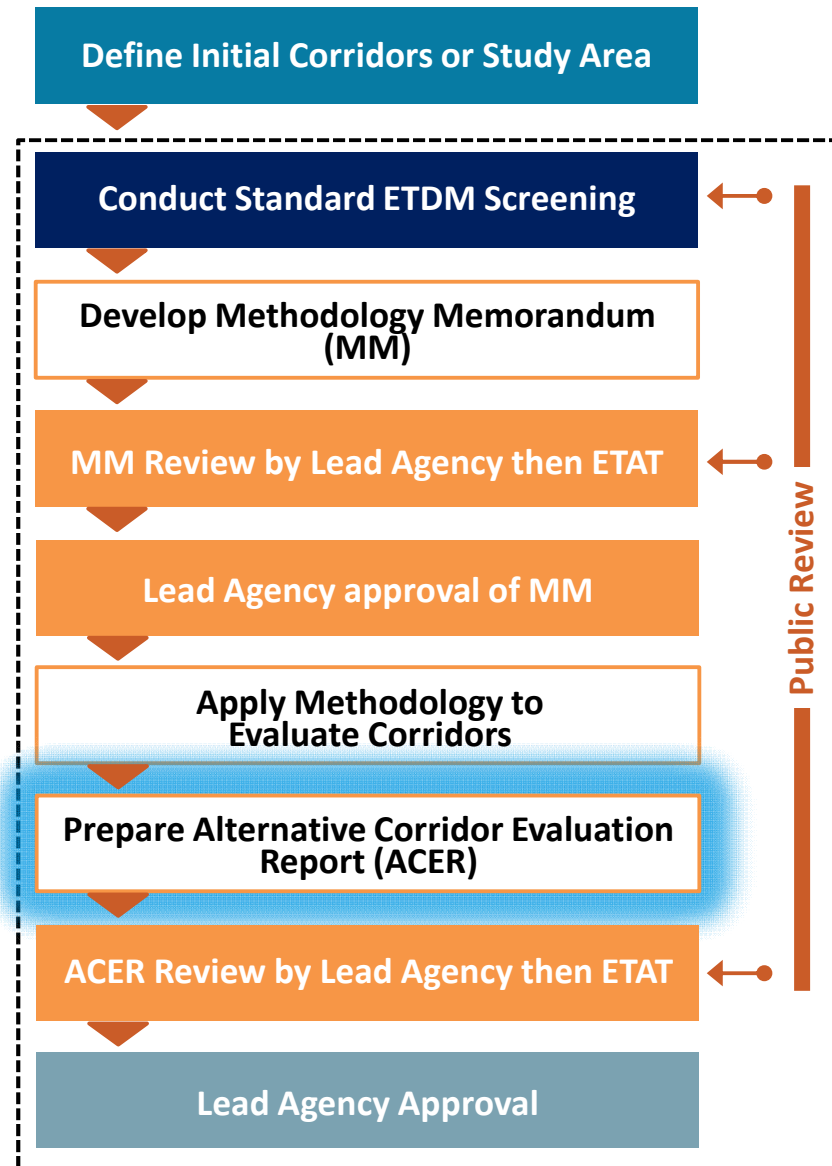 Define Initial Corridors or Study Area
Conduct Standard ETDM Screening
Develop Methodology Memorandum
(MM)
MM Review by Lead Agency then ETAT
Lead Agency approval of MM
Apply Methodology to
Evaluate Corridors
Prepare Alternative Corridor Evaluation
Report (ACER)
ACER Review by Lead Agency then ETAT
Lead Agency Approval
Public Review